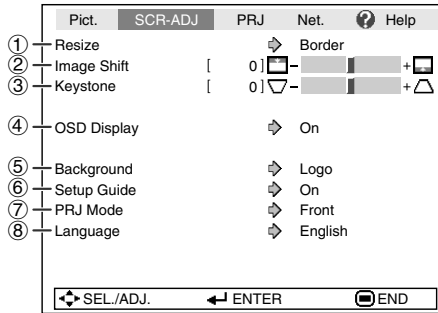 Pict. SCR-ADJ PRJ Net. ? Help
① Resize Border
② Image Shift [ 0 ] − +
③ Keystone [ 0 ] − +
④ OSD Display On
⑤ Background Logo
⑥ Setup Guide On
⑦ PRJ Mode Front
⑧ Language English
SEL./ADJ. ENTER END